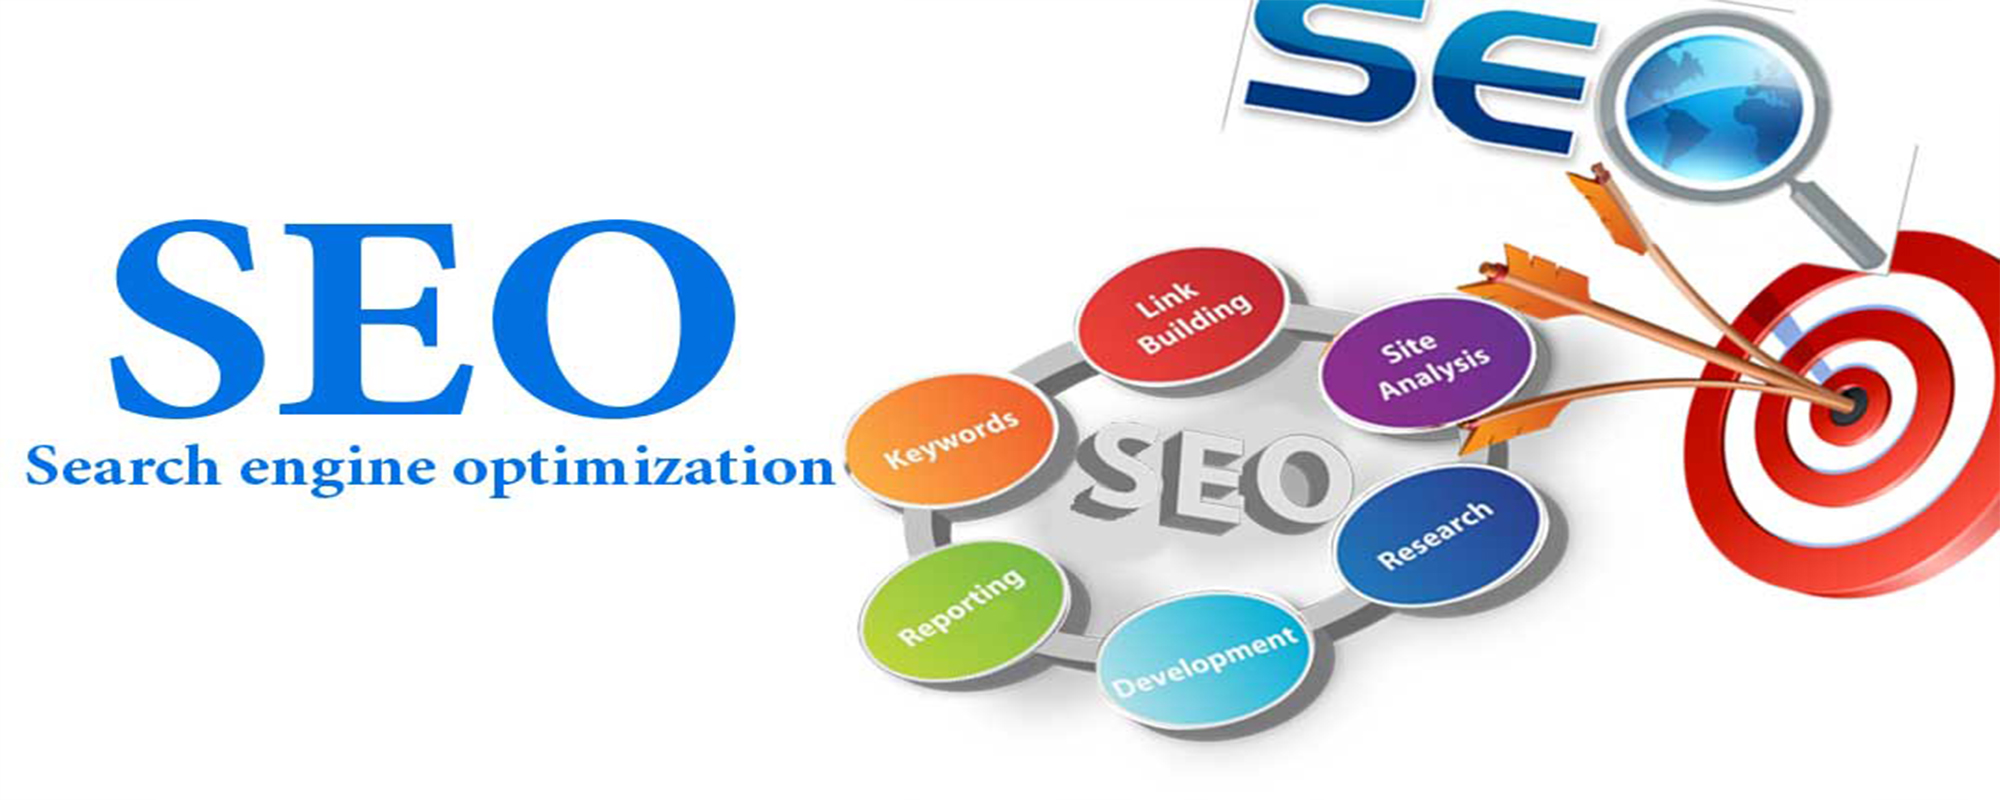 SEO
Search engine optimization
SEO
Link
Building
Site
Analysis
Keywords
SEO
Research
Reporting
Development